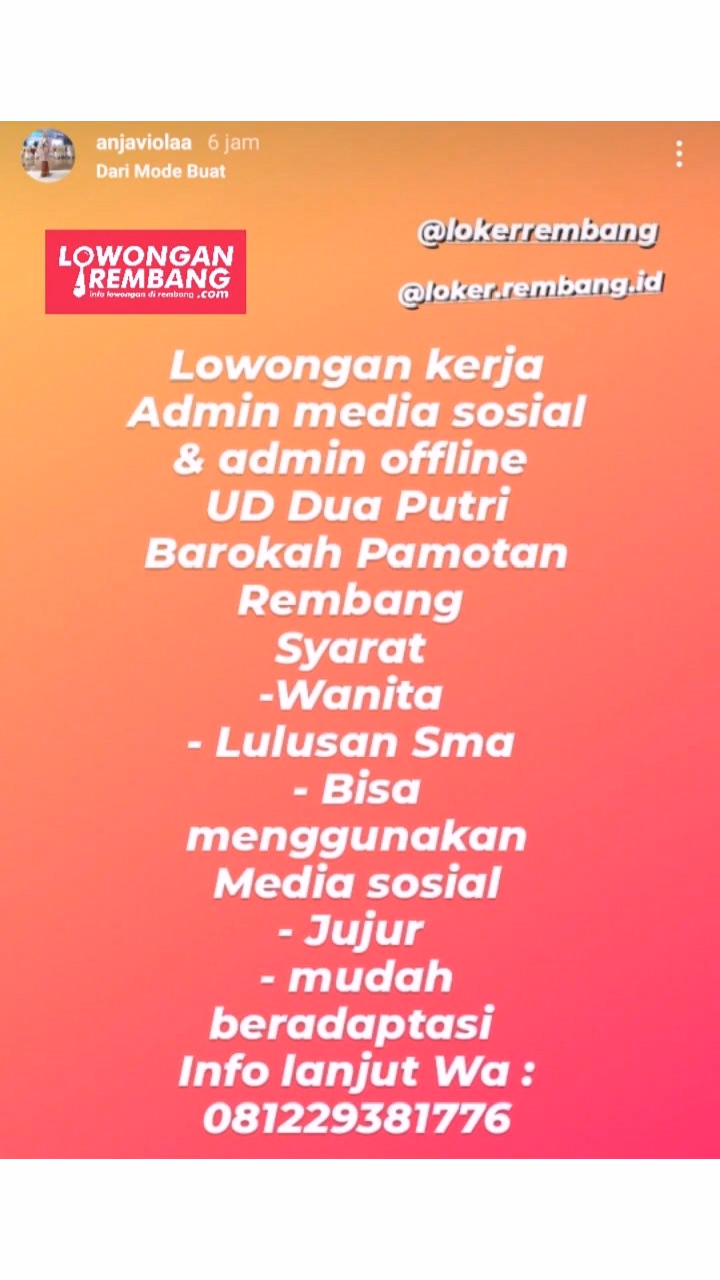 anjaviolaa 6 jam
Dari Mode Buat
LOWONGAN
REMBANG
info lowongan di rembang .com
@lokerrembang
@loker.rembang.id
Lowongan kerja
Admin media sosial
& admin offline
UD Dua Putri
Barokah Pamotan
Rembang
Syarat
-Wanita
- Lulusan Sma
- Bisa
menggunakan
Media sosial
- Jujur
- mudah
beradaptasi
Info lanjut Wa :
081229381776